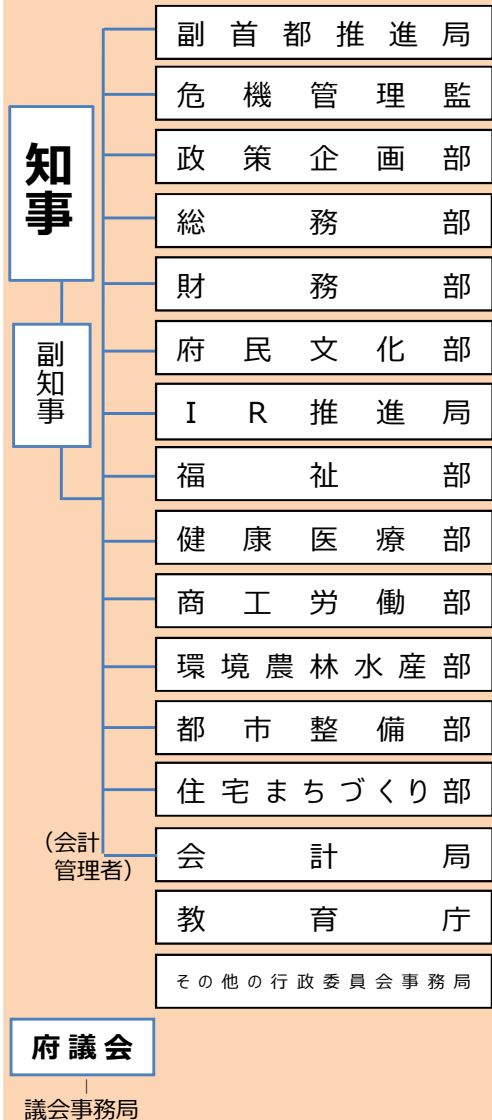 知事
副知事
副首都推進局
危機管理監
政策企画部
総務部
財務部
府民文化部
ＩＲ推進局
福祉部
健康医療部
商工労働部
環境農林水産部
都市整備部
住宅まちづくり部
（会計
管理者）
会計局
教育庁
その他の行政委員会事務局
府議会
議会事務局